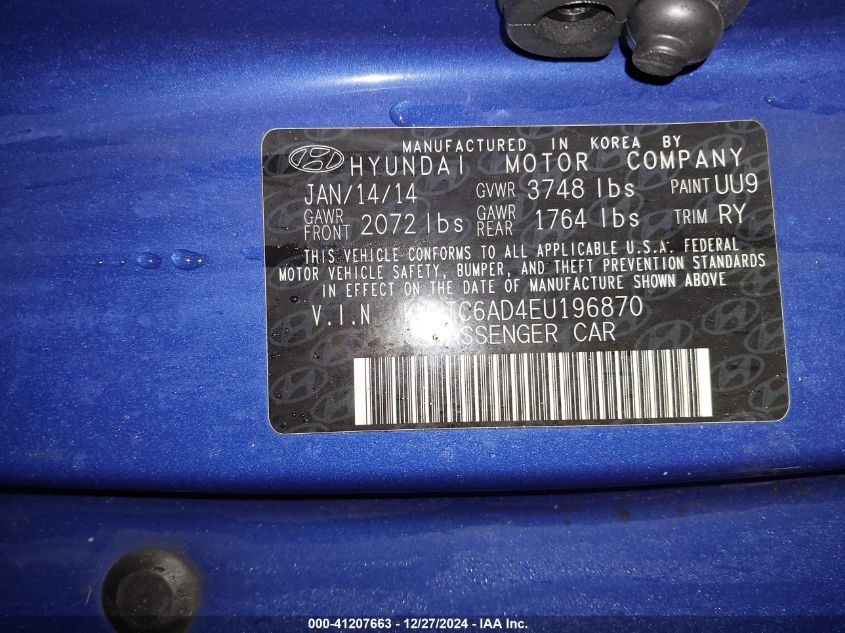 MANUFACTURED IN KOREA BY
HYUNDAI MOTOR COMPANY
JAN/14/14 GVWR 3748 lbs PAINT UU9
GAWR FRONT 2072 lbs GAWR REAR 1764 lbs TRIM RY
THIS VEHICLE CONFORMS TO ALL APPLICABLE U.S.A. FEDERAL
MOTOR VEHICLE SAFETY, BUMPER, AND THEFT PREVENTION STANDARDS
IN EFFECT ON THE DATE OF MANUFACTURE SHOWN ABOVE
V.I.N
CAR
000-41207663 - 12/27/2024 - IAA Inc.